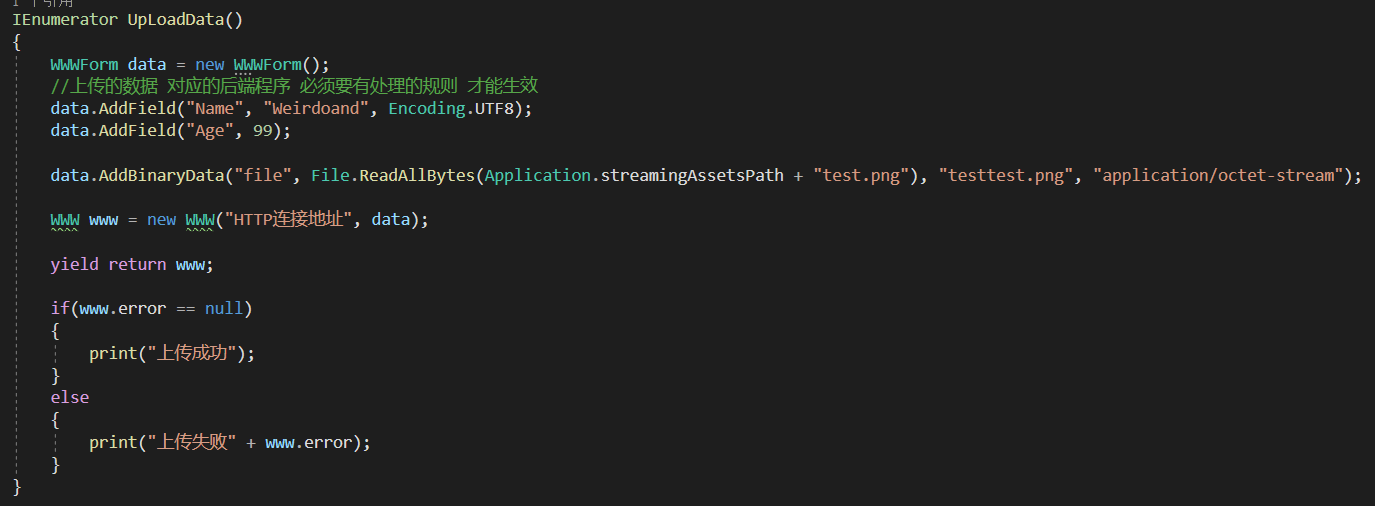 1 个引用
IEnumerator UpLoadData()
{
WWWForm data = new WWWForm();
//上传的数据 对应的后端程序 必须要有处理的规则 才能生效
data.AddField("Name", "Weirdoand", Encoding.UTF8);
data.AddField("Age", 99);
data.AddBinaryData("file", File.ReadAllBytes(Application.streamingAssetsPath + "test.png"), "testtest.png", "application/octet-stream");
WWW www = new WWW("HTTP连接地址", data);
yield return www;
if(www.error == null)
{
print("上传成功");
}
else
{
print("上传失败" + www.error);
}
}